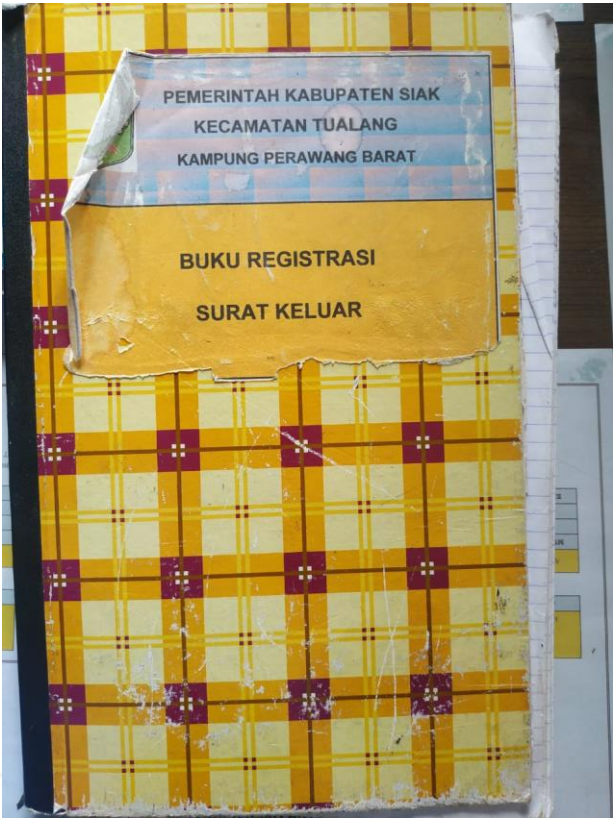 PEMERINTAH KABUPATEN SIAK
KECAMATAN TUALANG
KAMPUNG PERAWANG BARAT
BUKU REGISTRASI
SURAT KELUAR